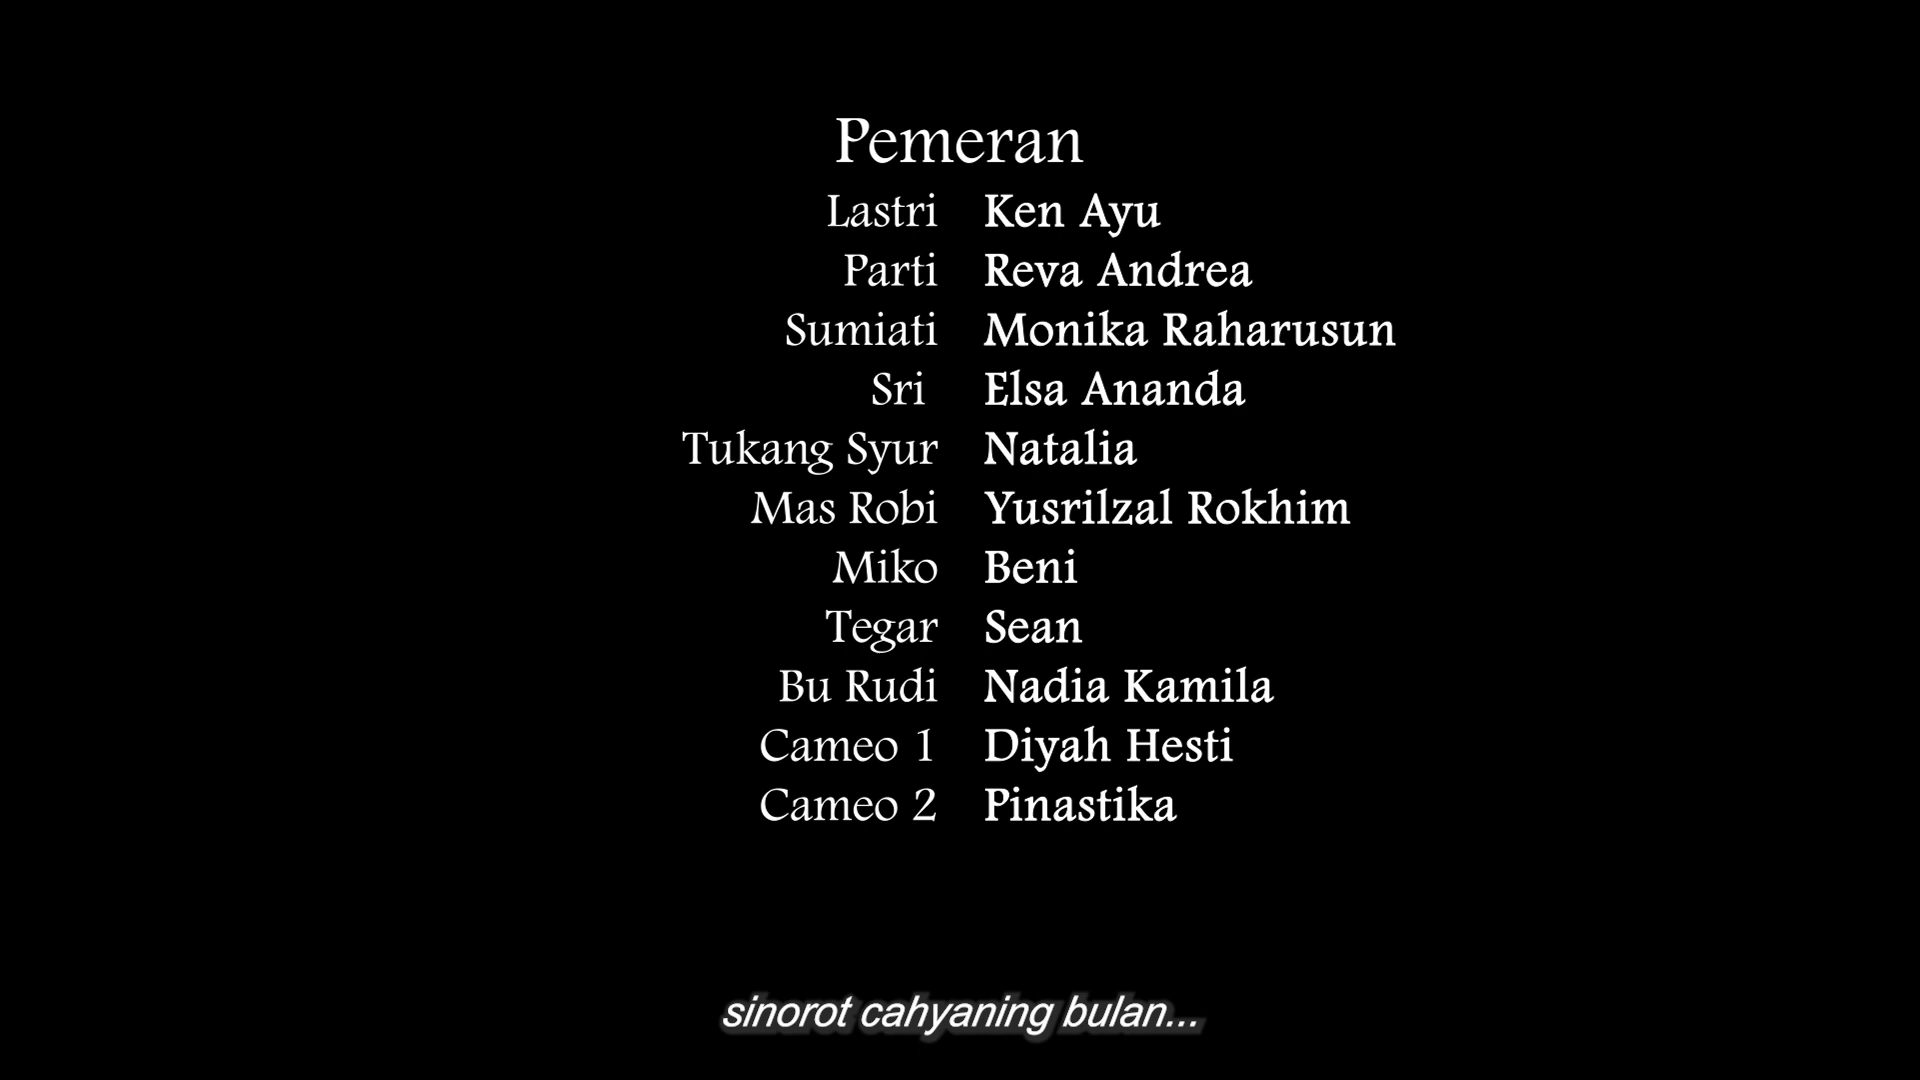 Pemeran
Lastri Ken Ayu
Parti Reva Andrea
Sumiati Monika Raharusun
Sri Elsa Ananda
Tukang Syur Natalia
Mas Robi Yusrilzal Rokhim
Miko Beni
Tegar Sean
Bu Rudi Nadia Kamila
Cameo 1 Diyah Hesti
Cameo 2 Pinastika
sinorot cahyaning bulan...